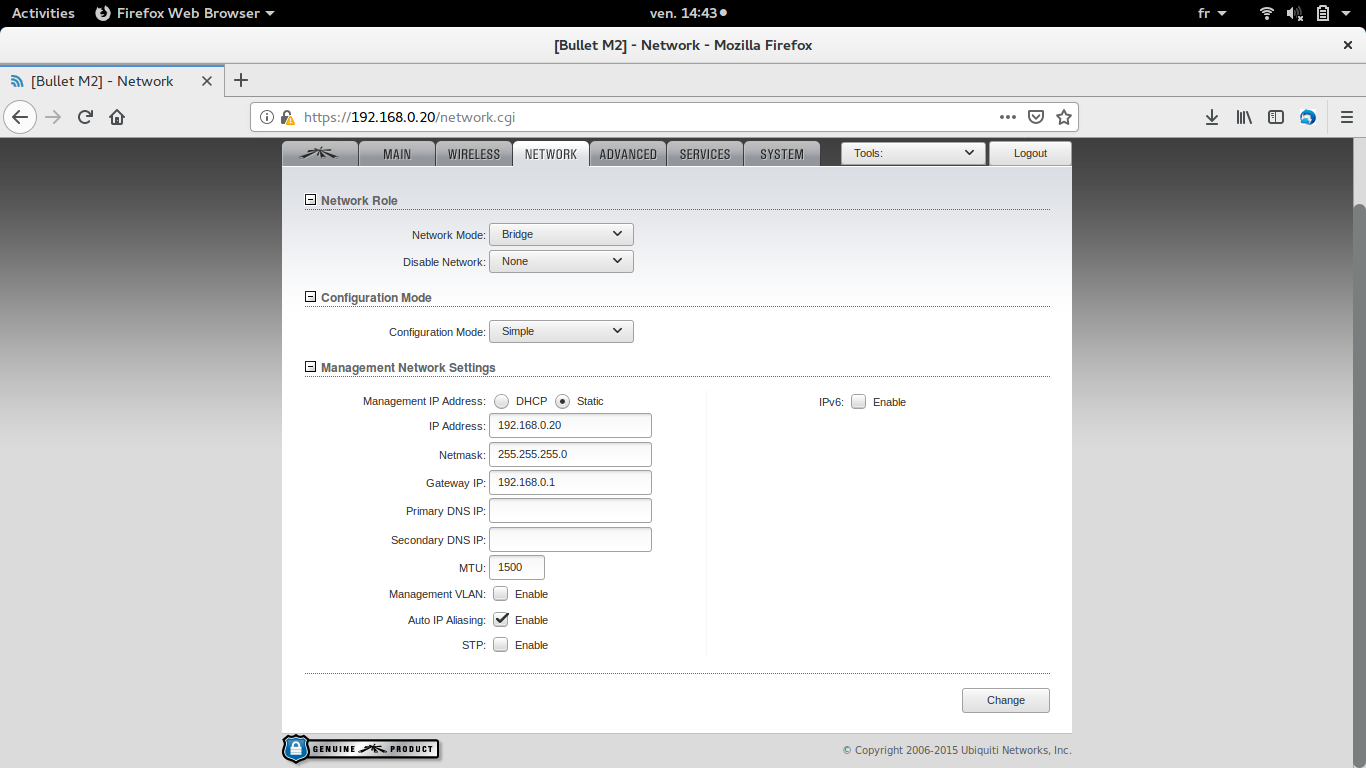 Activities Firefox Web Browser ven. 14:43 fr
[Bullet M2] - Network - Mozilla Firefox
[Bullet M2] - Network
https://192.168.0.20/network.cgi
MAIN WIRELESS NETWORK ADVANCED SERVICES SYSTEM Tools: Logout
Network Role
Network Mode: Bridge
Disable Network: None
Configuration Mode
Configuration Mode: Simple
Management Network Settings
Management IP Address: DHCP Static IPv6: Enable
IP Address: 192.168.0.20
Netmask: 255.255.255.0
Gateway IP: 192.168.0.1
Primary DNS IP:
Secondary DNS IP:
MTU: 1500
Management VLAN: Enable
Auto IP Aliasing: Enable
STP: Enable
Change
GENUINE PRODUCT © Copyright 2006-2015 Ubiquiti Networks, Inc.